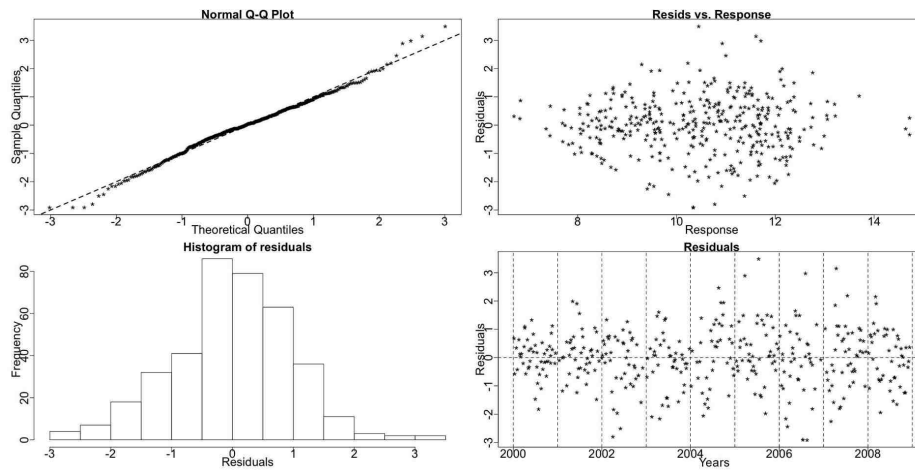 Normal Q-Q Plot
Sample Quantiles
-3 -2 -1 0 1 2 3
-3 -2 -1 0 1 2 3
Theoretical Quantiles
Resids vs. Response
Residuals
-3 -2 -1 0 1 2 3
8 10 12 14
Response
Histogram of residuals
Frequency
0 20 40 60 80
-3 -2 -1 0 1 2 3
Residuals
Residuals
Residuals
-3 -2 -1 0 1 2 3
2000 2002 2004 2006 2008
Years